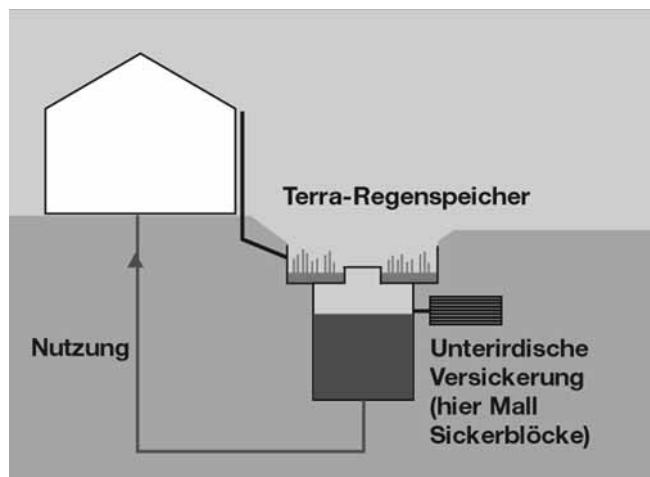 Terra-Regenspeicher
Nutzung
Unterirdische
Versickerung
(hier Mall
Sickerblöcke)